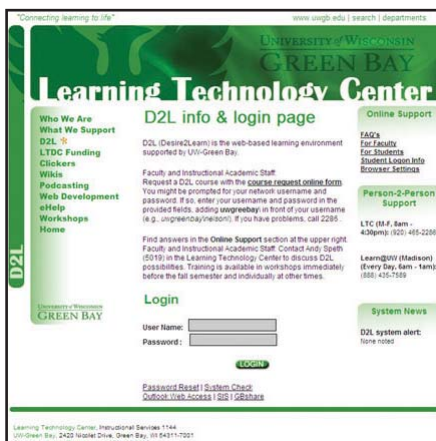 "Connecting learning to life"
www.uwgb.edu | search | departments
UNIVERSITY of WISCONSIN
GREEN BAY
Learning Technology Center
Who We Are
What We Support
D2L
LTDC Funding
Clickers
Wikis
Podcasting
Web Development
eHelp
Workshops
Home
D2L
UNIVERSITY of WISCONSIN
GREEN BAY
D2L info & login page
D2L (Desire2Learn) is the web-based learning environment
supported by UW-Green Bay.
Faculty and Instructional Academic Staff:
Request a D2L course with the course request online form.
You might be prompted for your network username and
password. If so, enter your username and password in the
provided fields, adding uwgreenbay\ in front of your username
(e.g., uwgreenbay\nelsont). If you have problems, call 2285.
Find answers in the Online Support section at the upper right.
Faculty and Instructional Academic Staff: Contact Andy Speth
(5019) in the Learning Technology Center to discuss D2L
possibilities. Training is available in workshops immediately
before the fall semester and individually at other times.
Login
User Name:
Password :
LOGIN
Password Reset | System Check
Outlook Web Access | SIS | GBshare
Online Support
FAQ's
For Faculty
For Students
Student Logon Info
Browser Settings
Person-2-Person
Support
LTC (M-F, 8am -
4:30pm): (920) 465-2286
Learn@UW (Madison)
(Every Day, 6am - 1am):
(888) 435-7589
System News
D2L system alert:
None noted
Learning Technology Center, Instructional Services 1144
UW-Green Bay, 2420 Nicolet Drive, Green Bay, WI 54311-7001